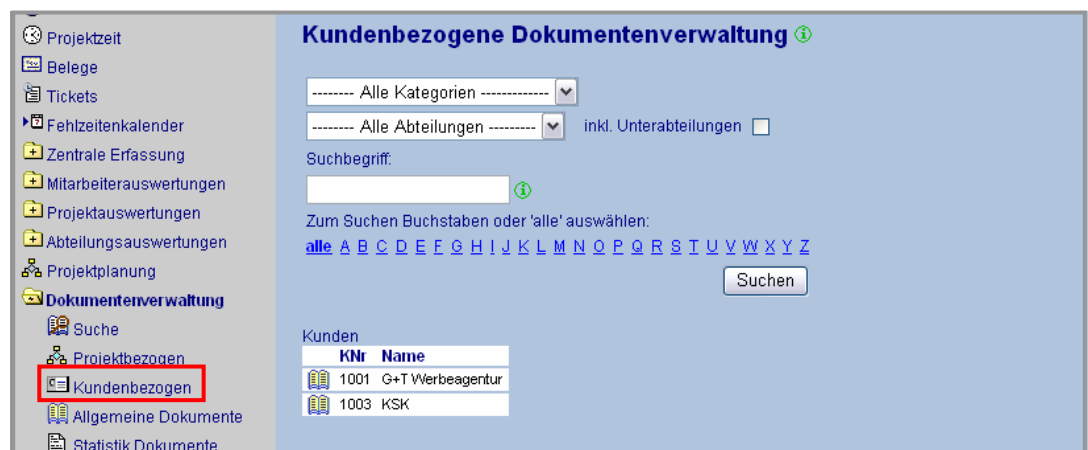 Projektzeit
Belege
Tickets
Fehlzeitenkalender
Zentrale Erfassung
Mitarbeiterauswertungen
Projektauswertungen
Abteilungsauswertungen
Projektplanung
Dokumentenverwaltung
Suche
Projektbezogen
Kundenbezogen
Allgemeine Dokumente
Statistik Dokumente
Kundenbezogene Dokumentenverwaltung
-------- Alle Kategorien -------------
-------- Alle Abteilungen --------- inkl. Unterabteilungen
Suchbegriff:
Zum Suchen Buchstaben oder 'alle' auswählen:
alle A B C D E F G H I J K L M N O P Q R S T U V W X Y Z
Suchen
Kunden
KNr Name
1001 G+T Werbeagentur
1003 KSK